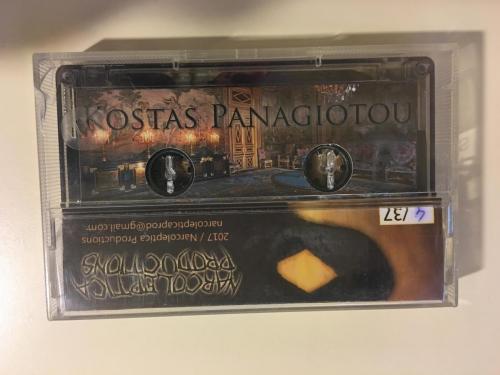 KOSTAS PANAGIOTOU
4/37
NARCOLEPTICA
PRODUCTIONS
2017 / Narcoleptica Productions
narcolepticaprod@gmail.com